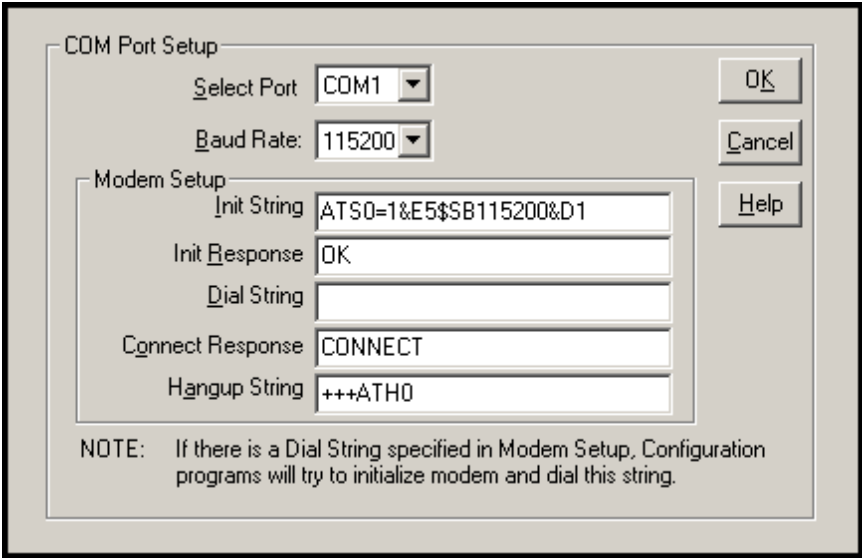 COM Port Setup
Select Port COM1
OK
Baud Rate: 115200
Cancel
Modem Setup
Init String ATS0=1&E5$SB115200&D1
Help
Init Response OK
Dial String
Connect Response CONNECT
Hangup String +++ATH0
NOTE: If there is a Dial String specified in Modem Setup, Configuration
programs will try to initialize modem and dial this string.